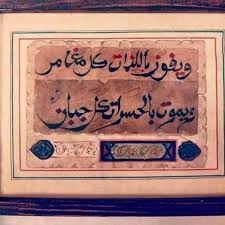 ويفوز باللذات كل مغامر
ويموت بالحسرات كل جبان